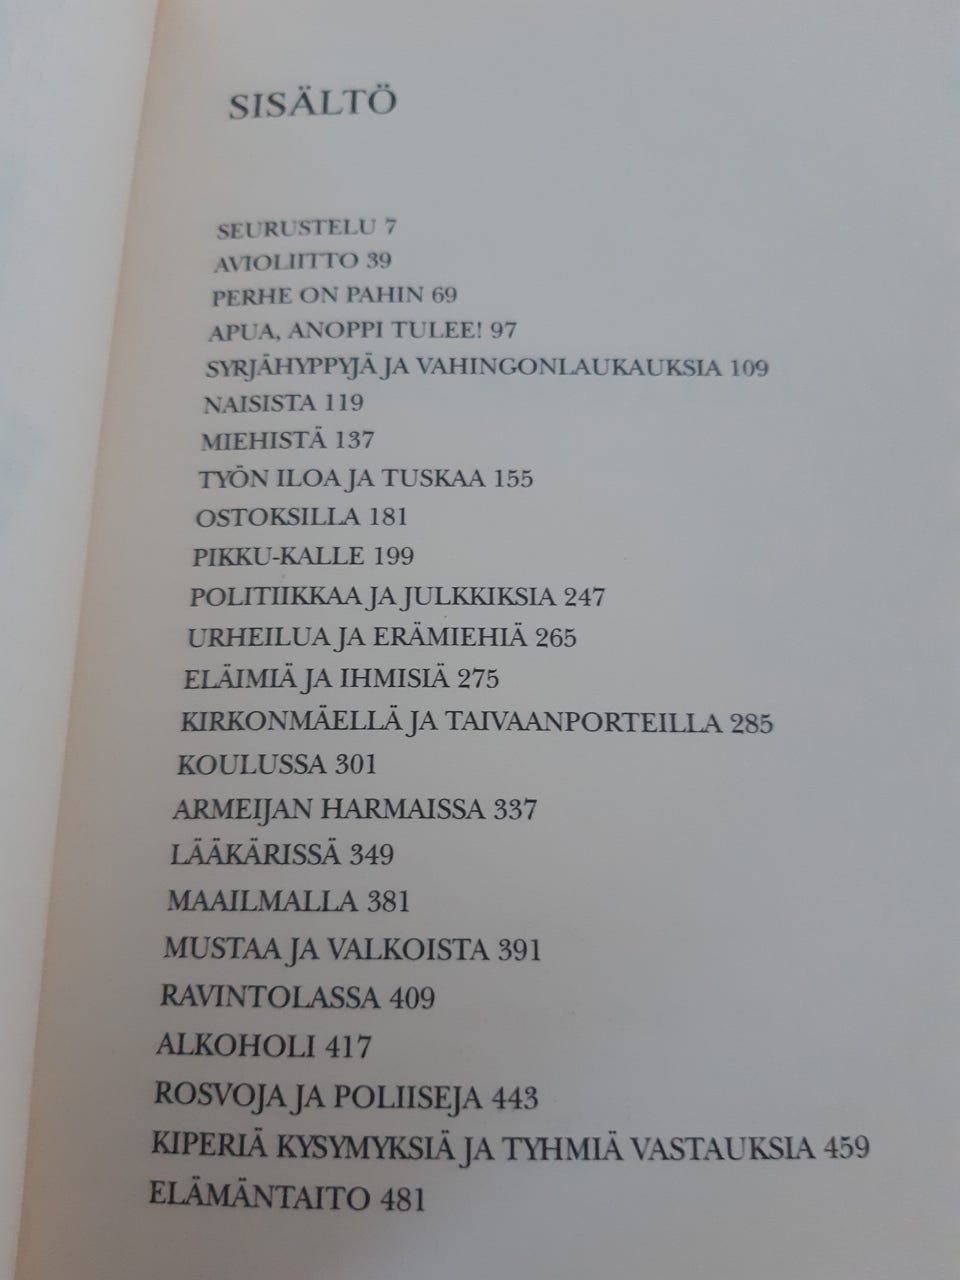 SISÄLTÖ
SEURUSTELU 7
AVIOLIITTO 39
PERHE ON PAHIN 69
APUA, ANOPPI TULEE! 97
SYRJÄHYPPYJÄ JA VAHINGONLAUKAUKSIA 109
NAISISTA 119
MIEHISTÄ 137
TYÖN ILOA JA TUSKAA 155
OSTOKSILLA 181
PIKKU-KALLE 199
POLITIIKKAA JA JULKKIKSIA 247
URHEILUA JA ERÄMIEHIÄ 265
ELÄIMIÄ JA IHMISIÄ 275
KIRKONMÄELLÄ JA TAIVAANPORTEILLA 285
KOULUSSA 301
ARMEIJAN HARMAISSA 337
LÄÄKÄRISSÄ 349
MAAILMALLA 381
MUSTAA JA VALKOISTA 391
RAVINTOLASSA 409
ALKOHOLI 417
ROSVOJA JA POLIISEJA 443
KIPERIÄ KYSYMYKSIÄ JA TYHMIÄ VASTAUKSIA 459
ELÄMÄNTAITO 481